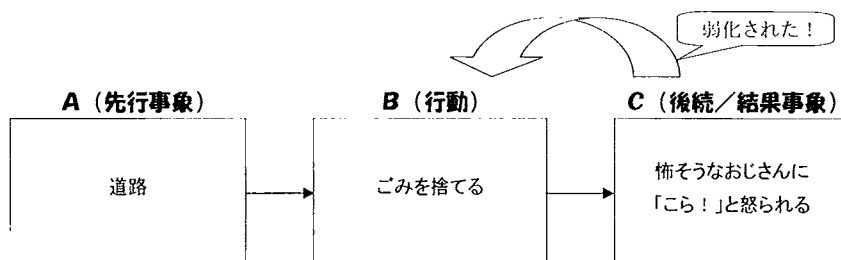 弱化された！
A（先行事象）
B（行動）
C（後続／結果事象）
道路
ごみを捨てる
怖そうなおじさんに
「こら！」と怒られる